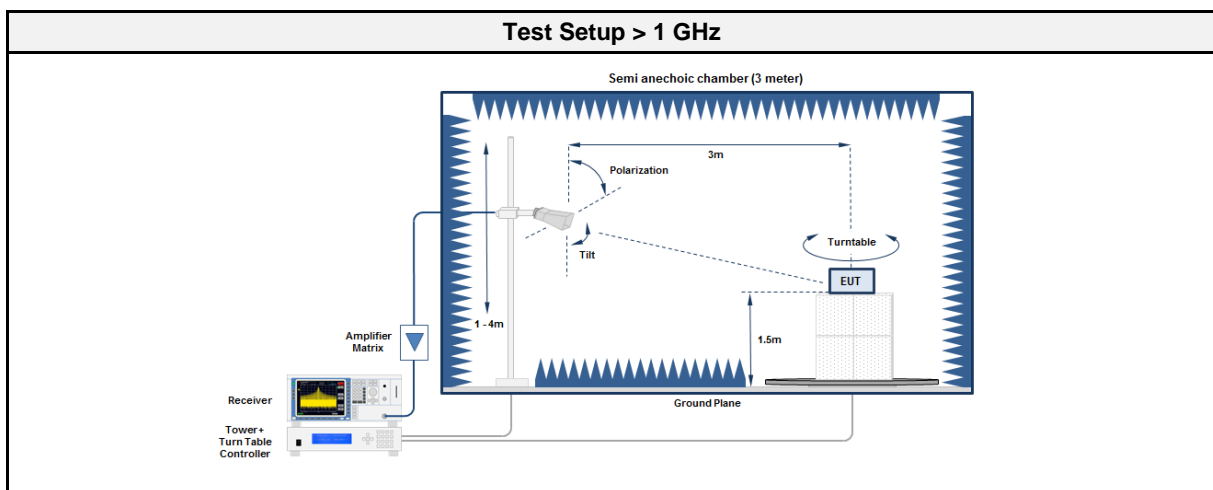 Test Setup > 1 GHz
Semi anechoic chamber (3 meter)
3m
Polarization
Turntable
Tilt
EUT
1 - 4m
1.5m
Amplifier
Matrix
Ground Plane
Receiver
Tower+
Turn Table
Controller